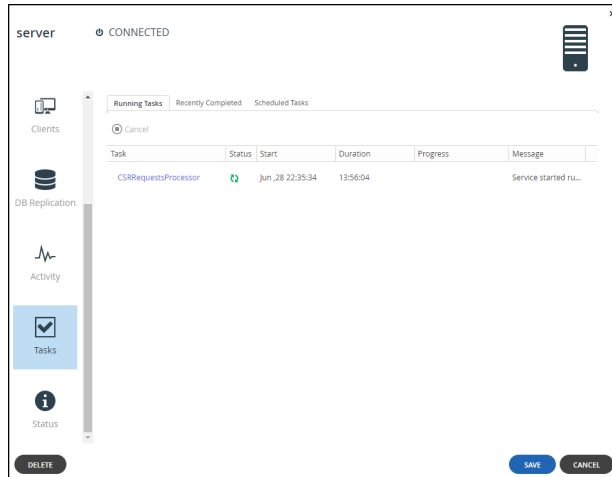 server
CONNECTED
Clients
DB Replication
Activity
Tasks
Status
Running Tasks Recently Completed Scheduled Tasks
Cancel
Task Status Start Duration Progress Message
CSRRequestsProcessor Jun ,28 22:35:34 13:56:04 Service started ru...
DELETE
SAVE
CANCEL